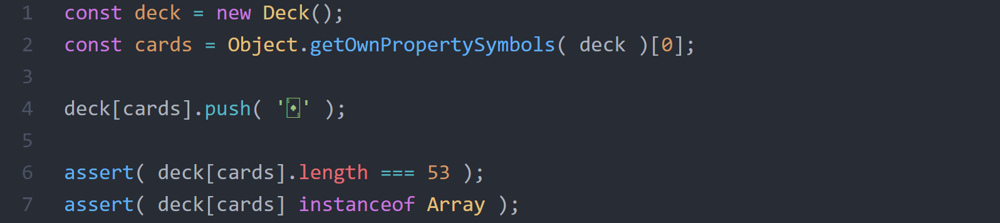 1 const deck = new Deck();
2 const cards = Object.getOwnPropertySymbols( deck )[0];
3
4 deck[cards].push( '🂡' );
5
6 assert( deck[cards].length === 53 );
7 assert( deck[cards] instanceof Array );